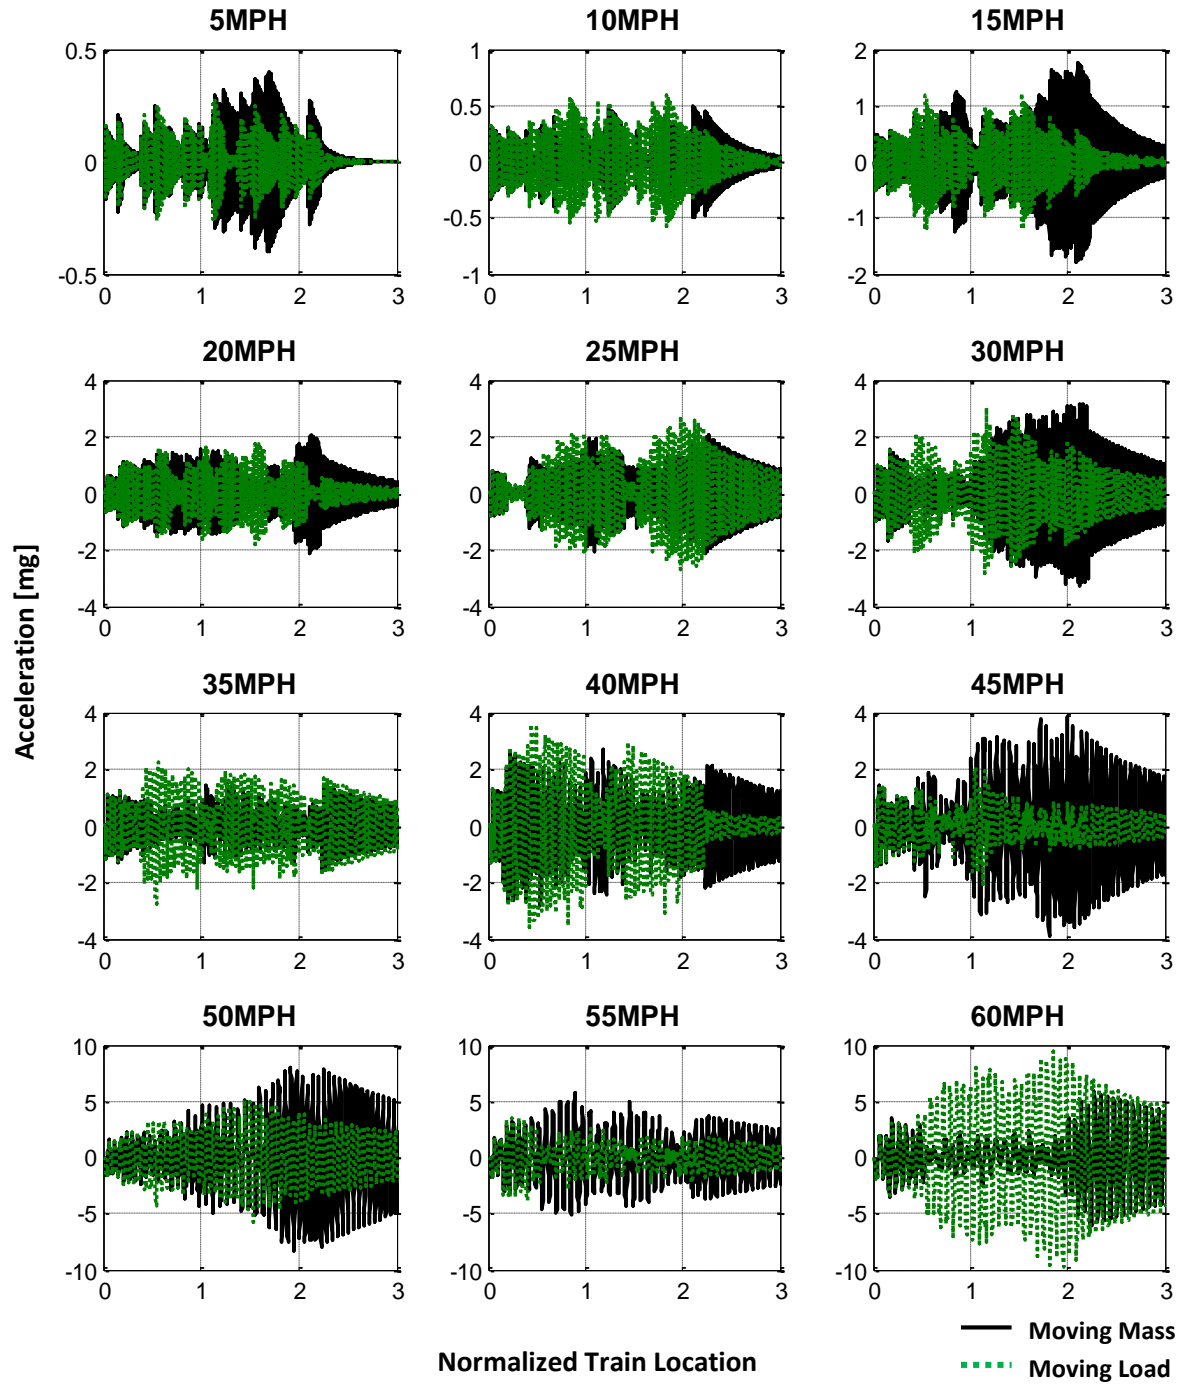 5MPH 10MPH 15MPH
0.5 1 2
0.5 1
0 0 0
-0.5 -1
-0.5 -1 -2
0 1 2 3 0 1 2 3 0 1 2 3
20MPH 25MPH 30MPH
4 4 4
2 2 2
0 0 0
-2 -2 -2
-4 -4 -4
0 1 2 3 0 1 2 3 0 1 2 3
Acceleration [mg]
35MPH 40MPH 45MPH
4 4 4
2 2 2
0 0 0
-2 -2 -2
-4 -4 -4
0 1 2 3 0 1 2 3 0 1 2 3
50MPH 55MPH 60MPH
10 10 10
5 5 5
0 0 0
-5 -5 -5
-10 -10 -10
0 1 2 3 0 1 2 3 0 1 2 3
Normalized Train Location
Moving Mass
Moving Load